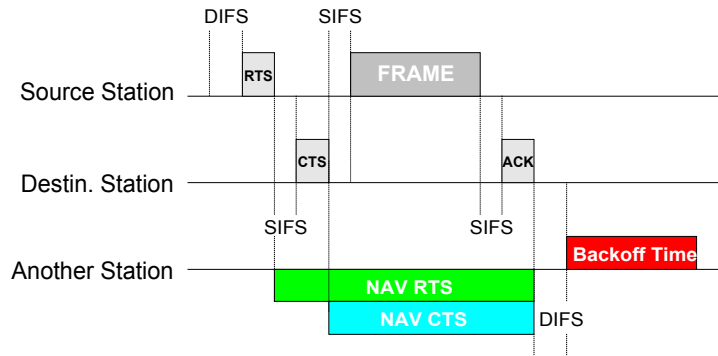 DIFS
SIFS
RTS
FRAME
Source Station
CTS
ACK
Destin. Station
SIFS
SIFS
Backoff Time
Another Station
NAV RTS
NAV CTS
DIFS